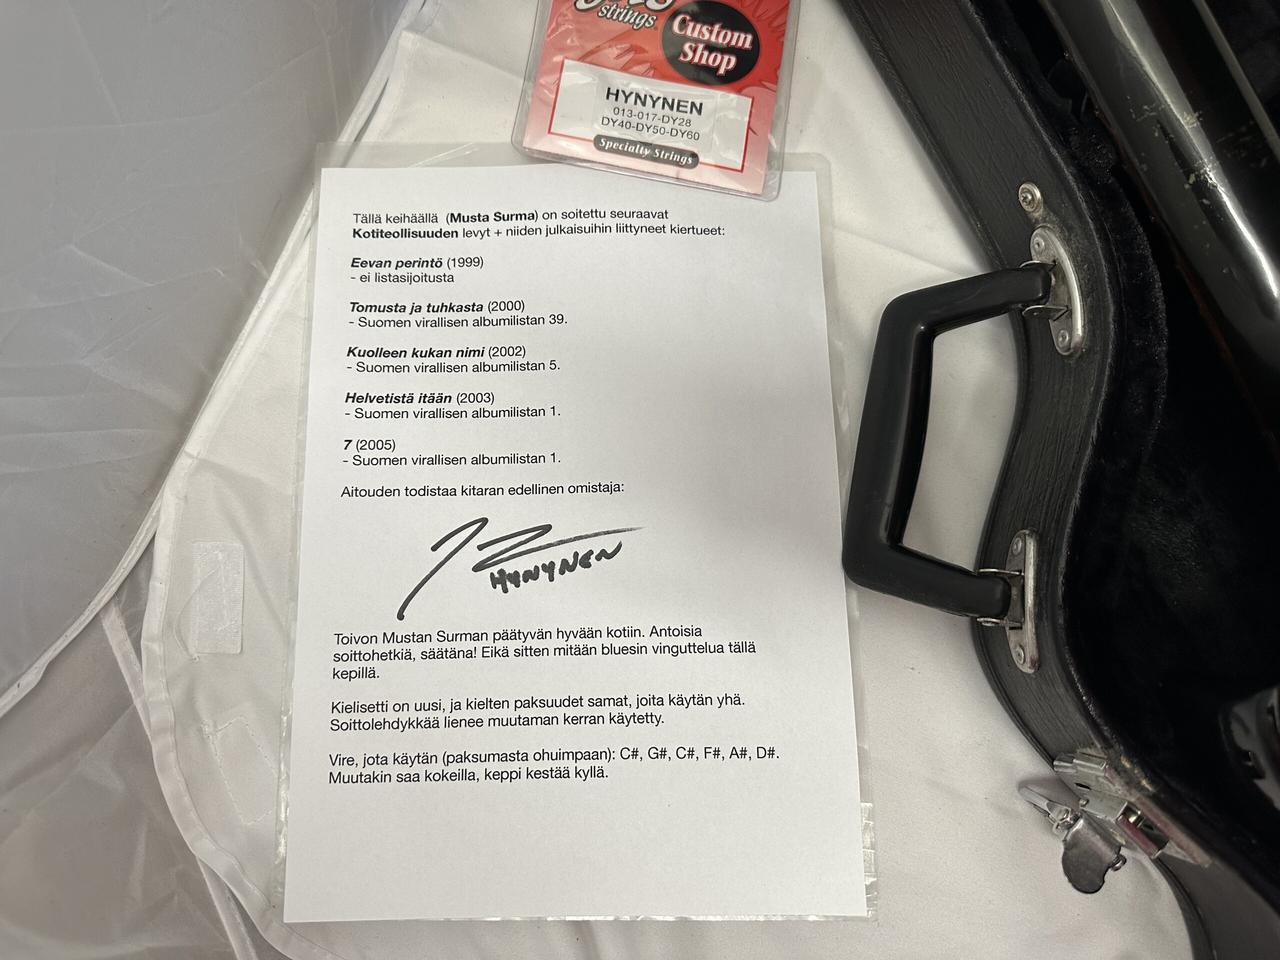 strings
Custom
Shop
HYNYNEN
013-017-DY28
DY40-DY50-DY60
Specialty Strings
Tällä keihäällä (Musta Surma) on soitettu seuraavat
Kotiteollisuuden levyt + niiden julkaisuihin liittyneet kiertueet:
Eevan perintö (1999)
- ei listasijoitusta
Tomusta ja tuhkasta (2000)
- Suomen virallisen albumilistan 39.
Kuolleen kukan nimi (2002)
- Suomen virallisen albumilistan 5.
Helvetistä itään (2003)
- Suomen virallisen albumilistan 1.
7 (2005)
- Suomen virallisen albumilistan 1.
Aitouden todistaa kitaran edellinen omistaja:
HYNYNEN
Toivon Mustan Surman päätyvän hyvään kotiin. Antoisia
soittohetkiä, säätäna! Eikä sitten mitään bluesin vinguttelua tällä
kepillä.
Kielisetti on uusi, ja kielten paksuudet samat, joita käytän yhä.
Soittolehdykkää lienee muutaman kerran käytetty.
Vire, jota käytän (paksumasta ohuimpaan): C#, G#, C#, F#, A#, D#.
Muutakin saa kokeilla, keppi kestää kyllä.